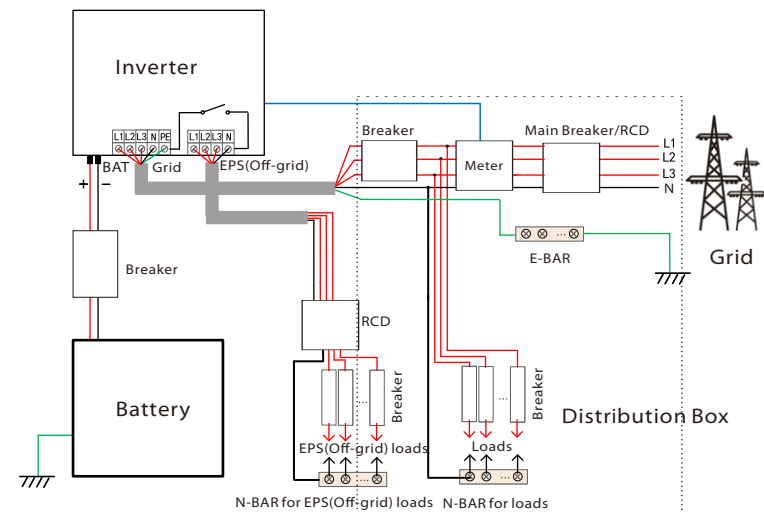 Inverter
L1 L2 L3 N PE
L1 L2 L3 N
BAT
Grid
EPS(Off-grid)
+
−
Breaker
Battery
Breaker
Meter
Main Breaker/RCD
L1
L2
L3
N
Grid
E-BAR
RCD
Breaker
Breaker
EPS(Off-grid) loads
Loads
Distribution Box
N-BAR for EPS(Off-grid) loads
N-BAR for loads